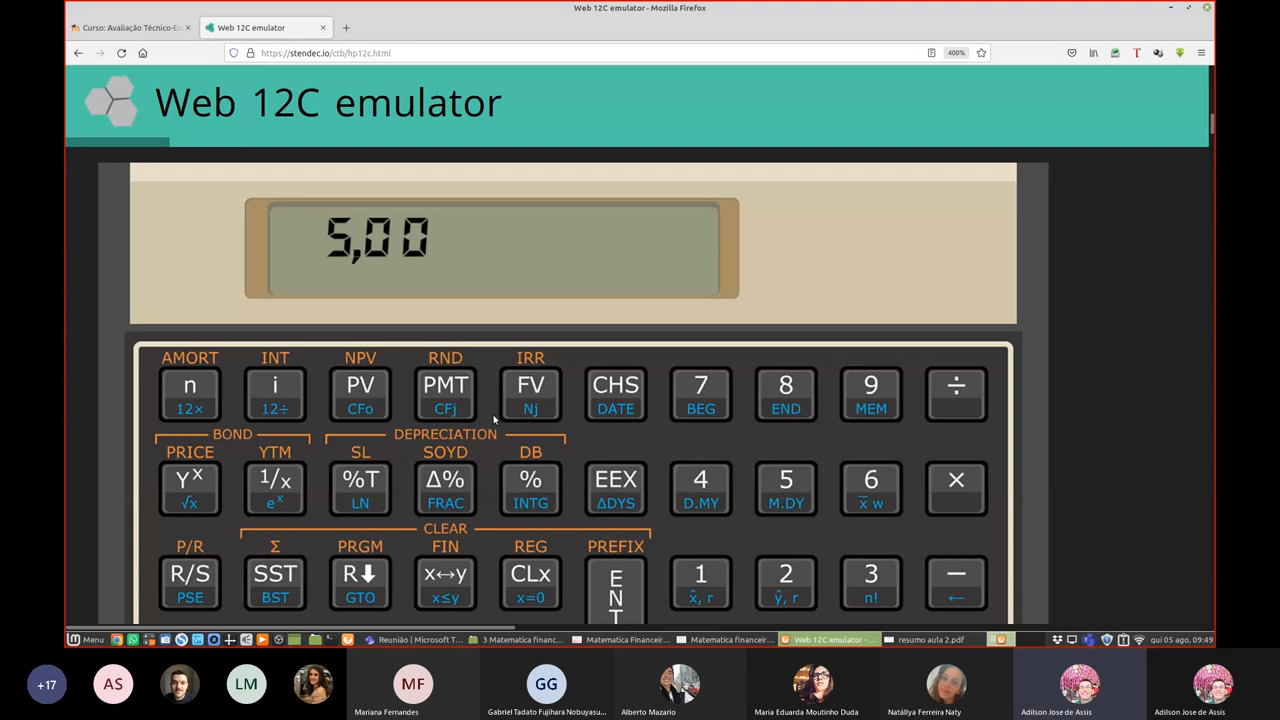 Web 12C emulator - Mozilla Firefox
Curso: Avaliação Técnico-Ec
Web 12C emulator
https://stendec.io/ctb/hp12c.html
400%
Web 12C emulator
5,00
AMORT INT NPV RND IRR
n i PV PMT FV CHS 7 8 9 ÷
12× 12÷ CFo CFj Nj DATE BEG END MEM
BOND DEPRECIATION
PRICE YTM SL SOYD DB
Yˣ 1/x %T Δ% % EEX 4 5 6 ×
√x eˣ LN FRAC INTG ΔDYS D.MY M.DY x̅ w
CLEAR
P/R Σ PRGM FIN REG PREFIX
R/S SST R⬇ x↔y CLx ENT 1 2 3 −
PSE BST GTO x≤y x=0 x̂, r ŷ, r n! ←
Menu Reunião | Microsoft T... 3 Matematica financ... Matematica Financeir... Matematica financeir... Web 12C emulator -... resumo aula 2.pdf qui 05 ago, 09:49
+17 AS LM MF GG
Mariana Fernandes Gabriel Tadato Fujihara Nobuyasu... Alberto Mazario Maria Eduarda Moutinho Duda Natállya Ferreira Naty Adilson Jose de Assis Adilson Jose de Assis